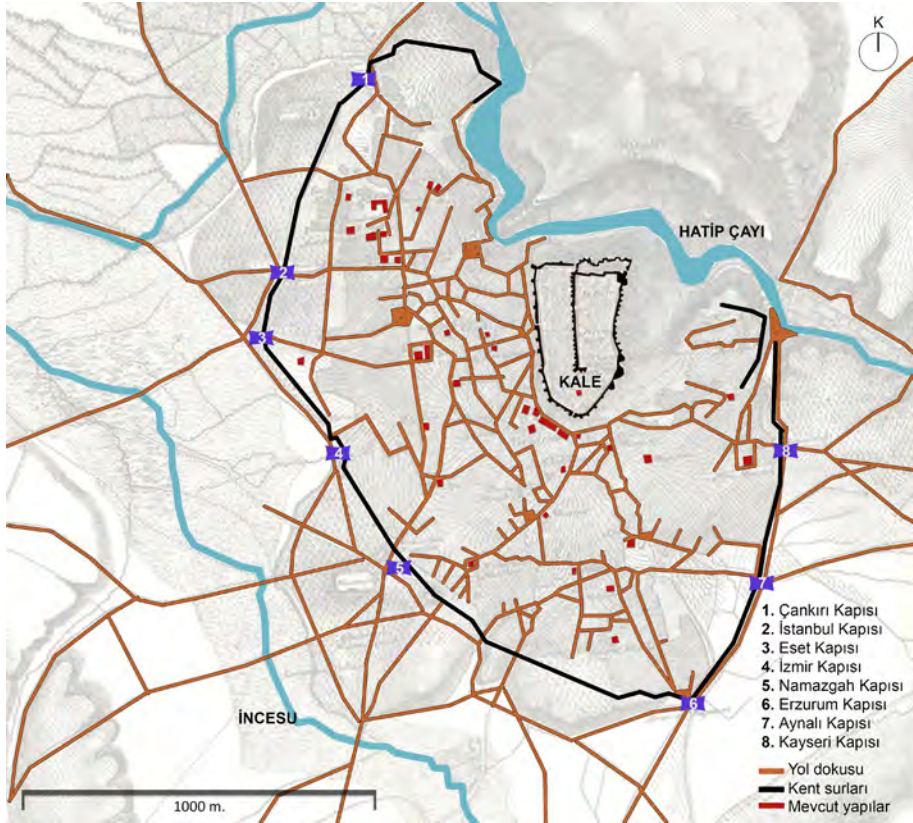 K
1
HATİP ÇAYI
2
3
KALE
4
8
5
7
6
1. Çankırı Kapısı
2. İstanbul Kapısı
3. Eset Kapısı
4. İzmir Kapısı
5. Namazgah Kapısı
6. Erzurum Kapısı
7. Aynalı Kapısı
8. Kayseri Kapısı
İNCESU
Yol dokusu
Kent surları
Mevcut yapılar
1000 m.